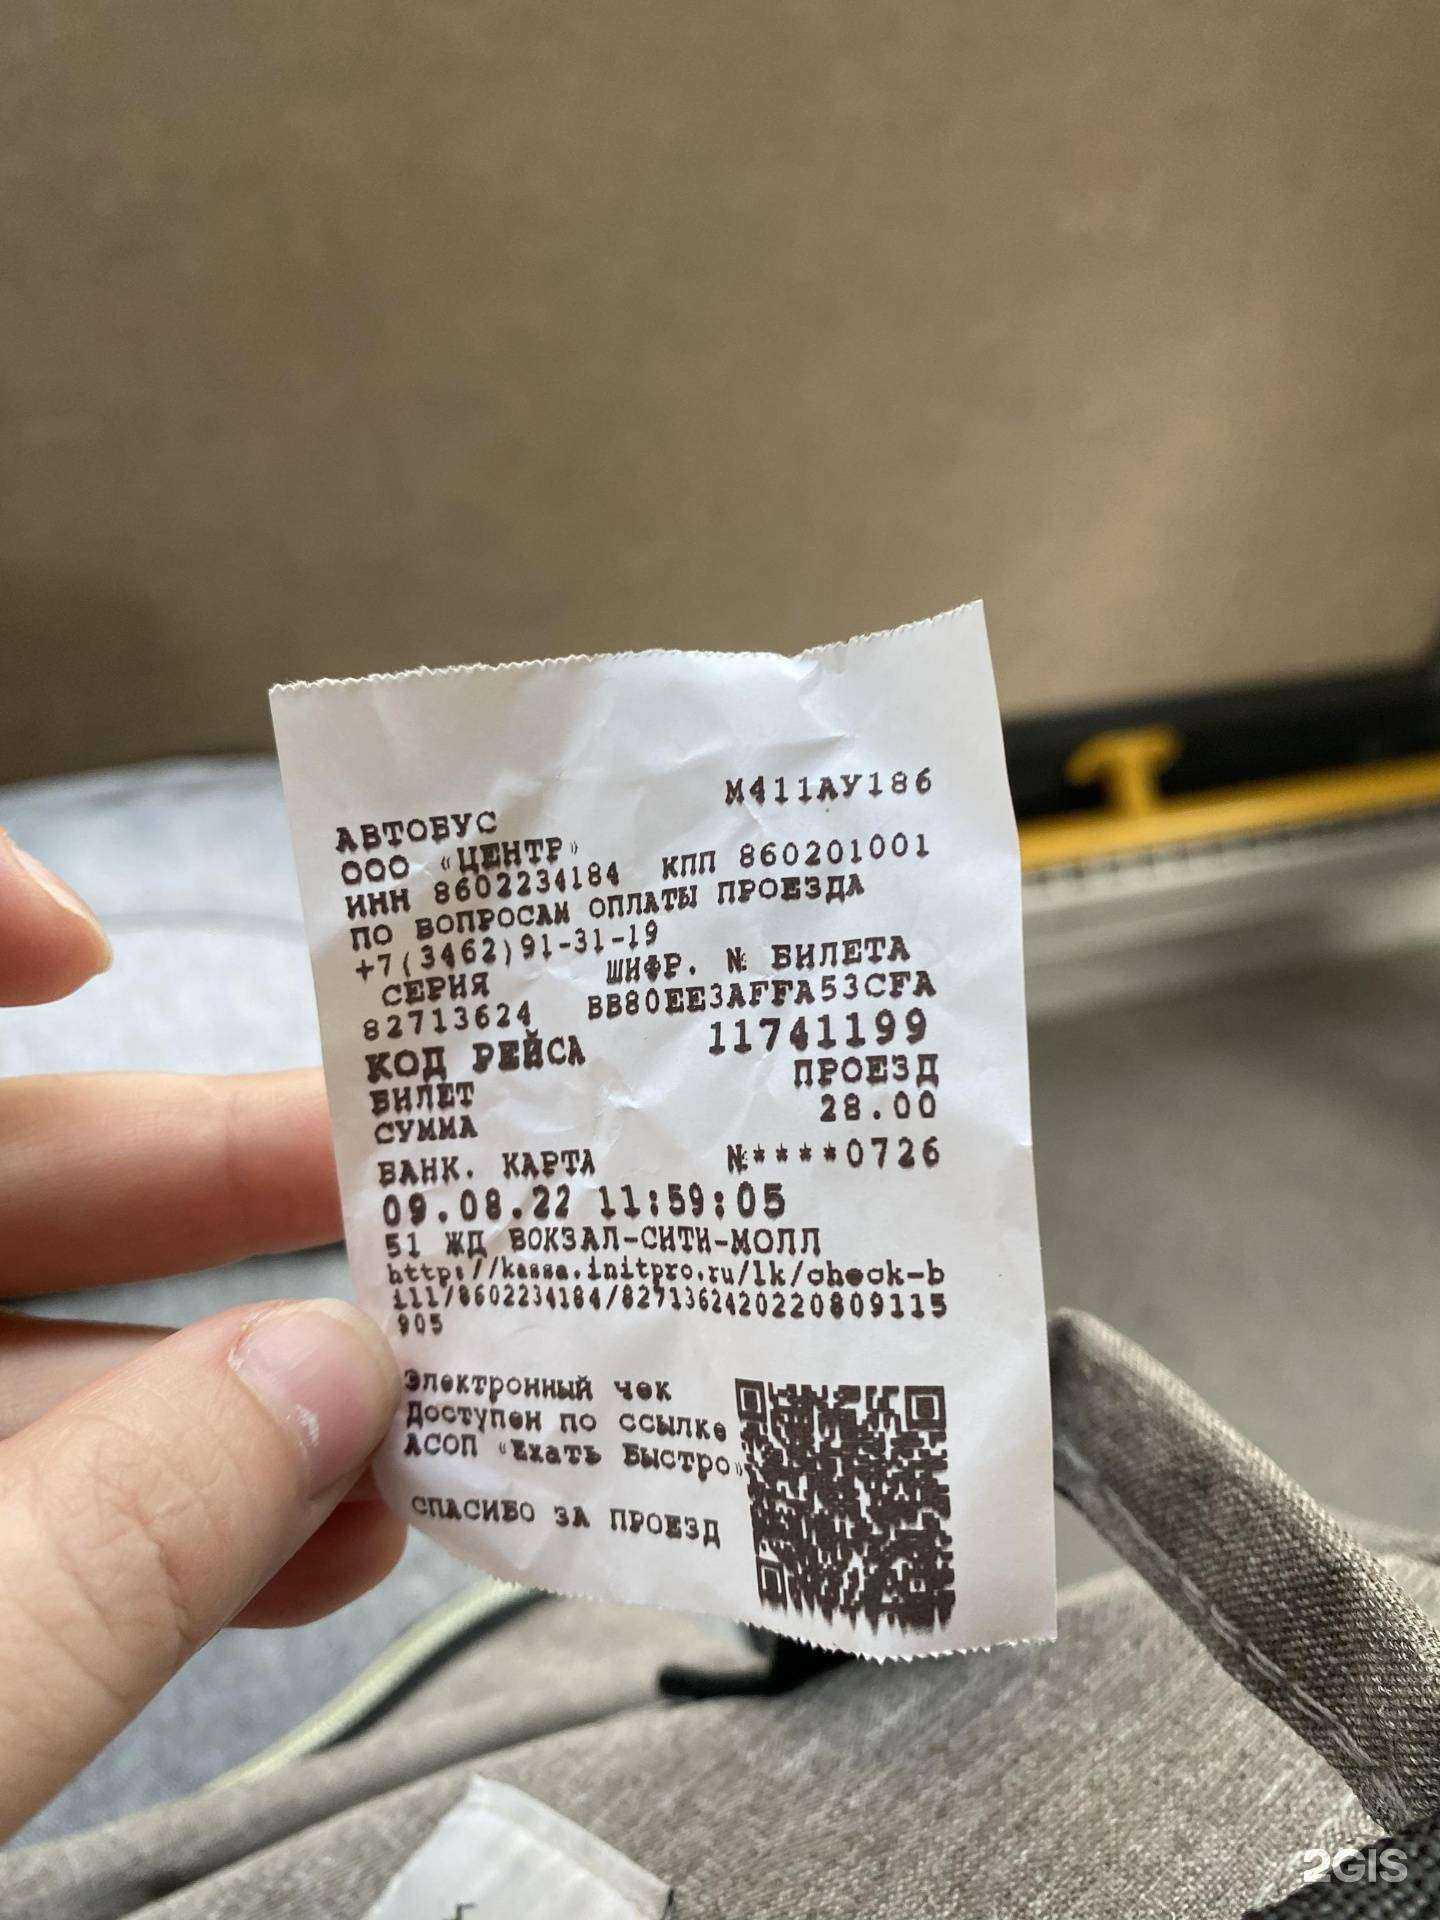 АВТОБУС М411АУ186
ООО «ЦЕНТР»
ИНН 8602234184 КПП 860201001
ПО ВОПРОСАМ ОПЛАТЫ ПРОЕЗДА
+7(3462)91-31-19
СЕРИЯ ШИФР. № БИЛЕТА
82713624 BB80EE3AFFA53CFA
КОД РЕЙСА 11741199
БИЛЕТ ПРОЕЗД
СУММА 28.00
БАНК. КАРТА №****0726
09.08.22 11:59:05
51 ЖД ВОКЗАЛ-СИТИ-МОЛЛ
http://kassa.initpro.ru/lk/check-b
ill/8602234184/8271362420220809115
905
Электронный чек
Доступен по ссылке
АСОП «Ехать Быстро»
СПАСИБО ЗА ПРОЕЗД
2GIS